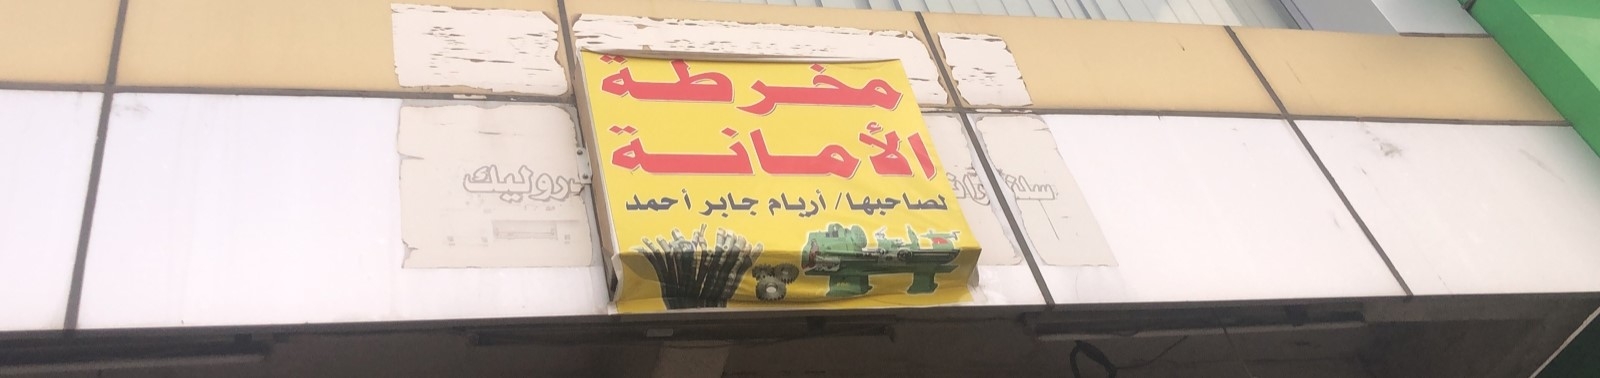 مخرطة
الأمانة
لصاحبها/ أريام جابر أحمد